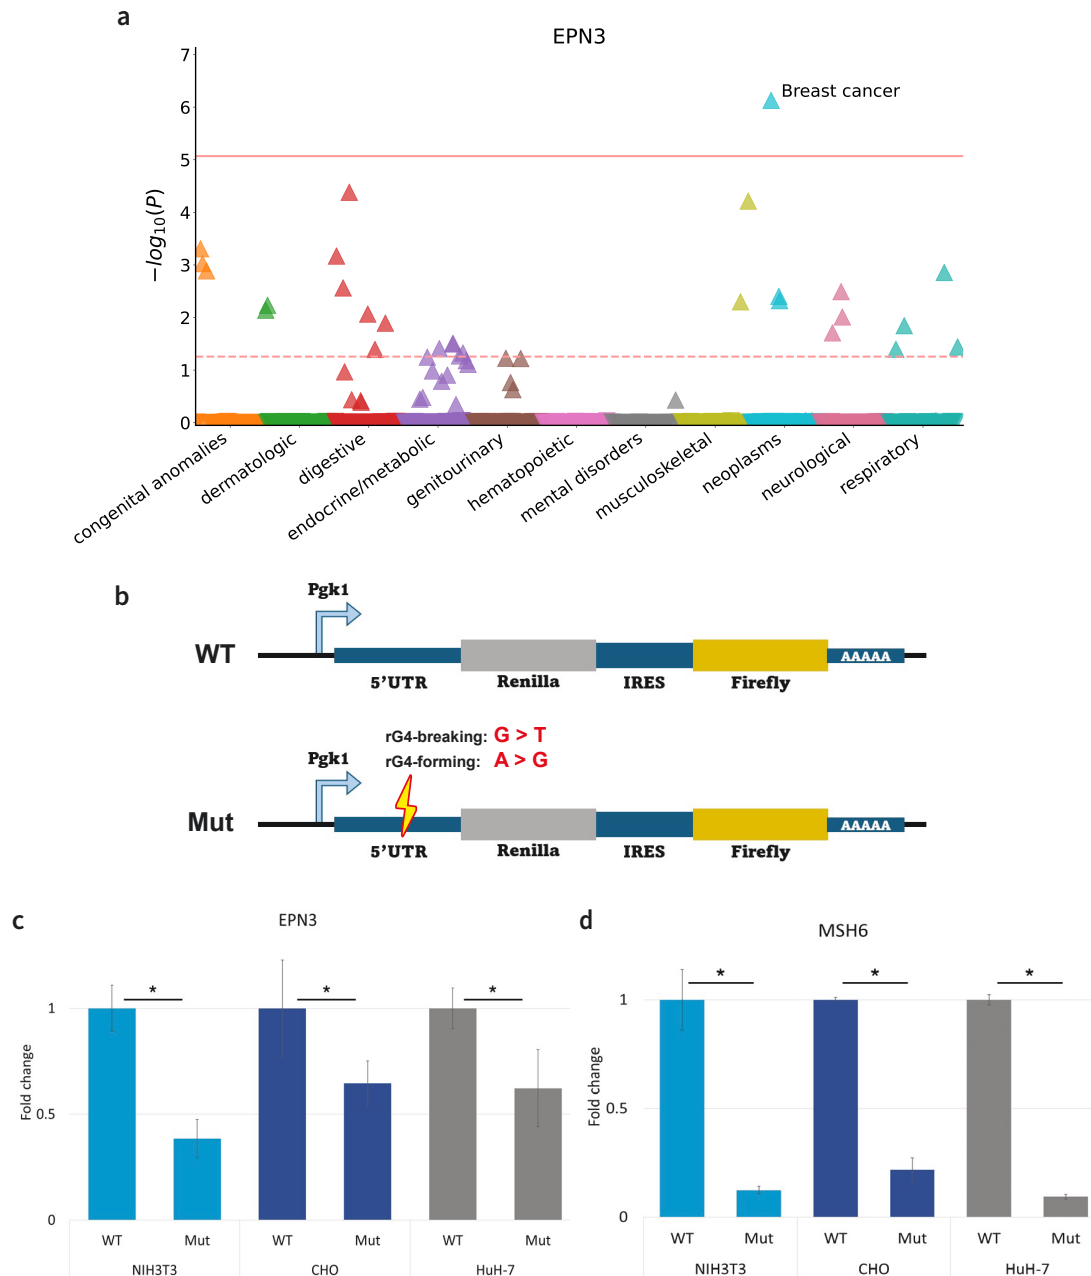 a
EPN3
7
6
5
4
3
2
1
0
−log10(P)
Breast cancer
congenital anomalies
dermatologic
digestive
endocrine/metabolic
genitourinary
hematopoietic
mental disorders
musculoskeletal
neoplasms
neurological
respiratory
b
Pgk1
WT
AAAAA
5’UTR Renilla IRES Firefly
rG4-breaking: G > T
rG4-forming: A > G
Pgk1
Mut
AAAAA
5’UTR Renilla IRES Firefly
c
EPN3
* * *
1
0.5
0
Fold change
WT Mut WT Mut WT Mut
NIH3T3 CHO HuH-7
d
MSH6
* * *
1
0.5
0
Fold change
WT Mut WT Mut WT Mut
NIH3T3 CHO HuH-7